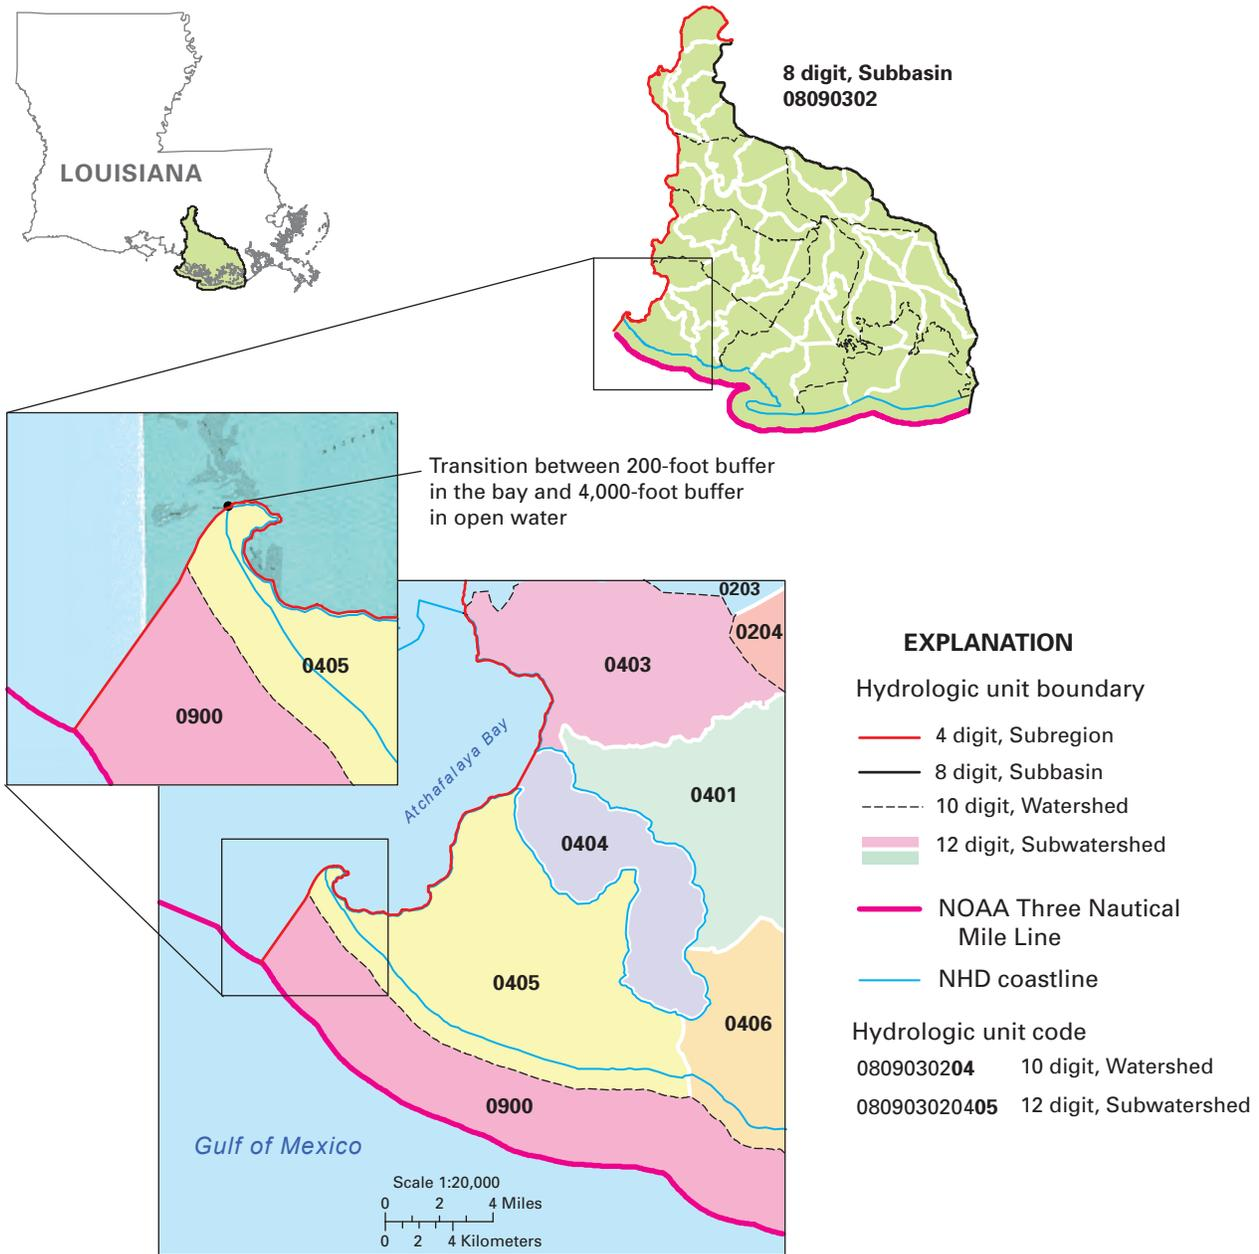 8 digit, Subbasin
08090302
LOUISIANA
Transition between 200-foot buffer
in the bay and 4,000-foot buffer
in open water
0405
0900
0203
0204
0403
Atchafalaya Bay
0401
0404
0405
0406
0900
Gulf of Mexico
Scale 1:20,000
0 2 4 Miles
0 2 4 Kilometers
EXPLANATION
Hydrologic unit boundary
4 digit, Subregion
8 digit, Subbasin
10 digit, Watershed
12 digit, Subwatershed
NOAA Three Nautical
Mile Line
NHD coastline
Hydrologic unit code
0809030204 10 digit, Watershed
080903020405 12 digit, Subwatershed